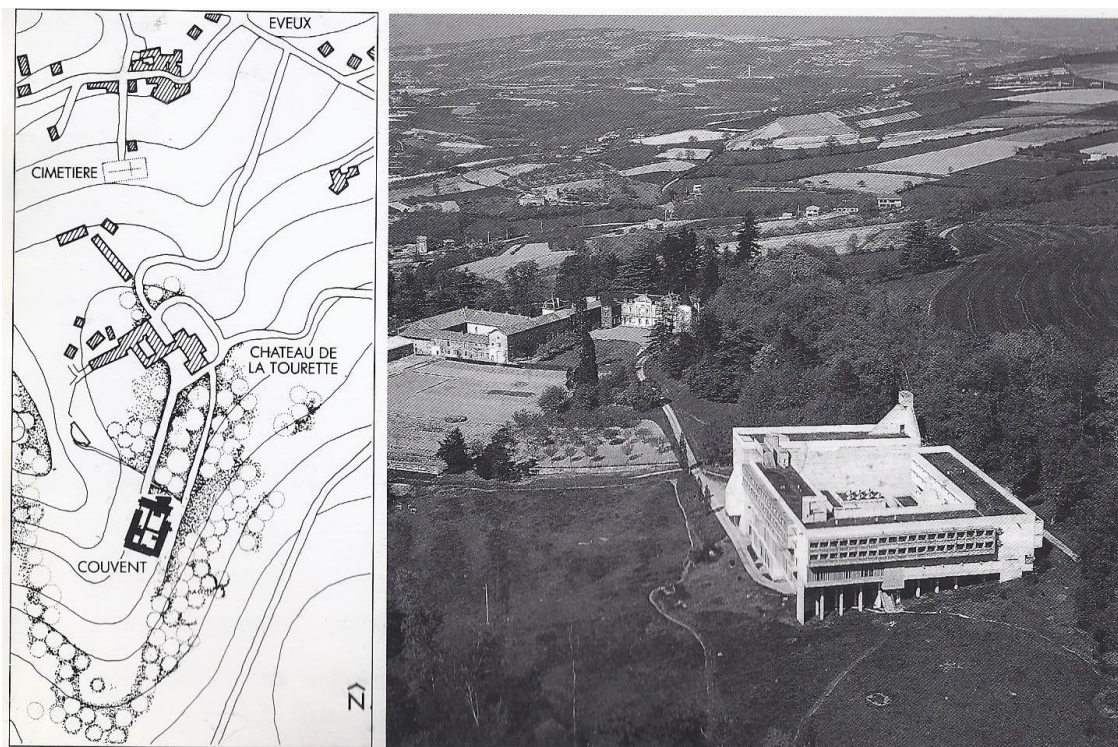 EVEUX
CIMETIERE
CHATEAU DE
LA TOURETTE
COUVENT
N